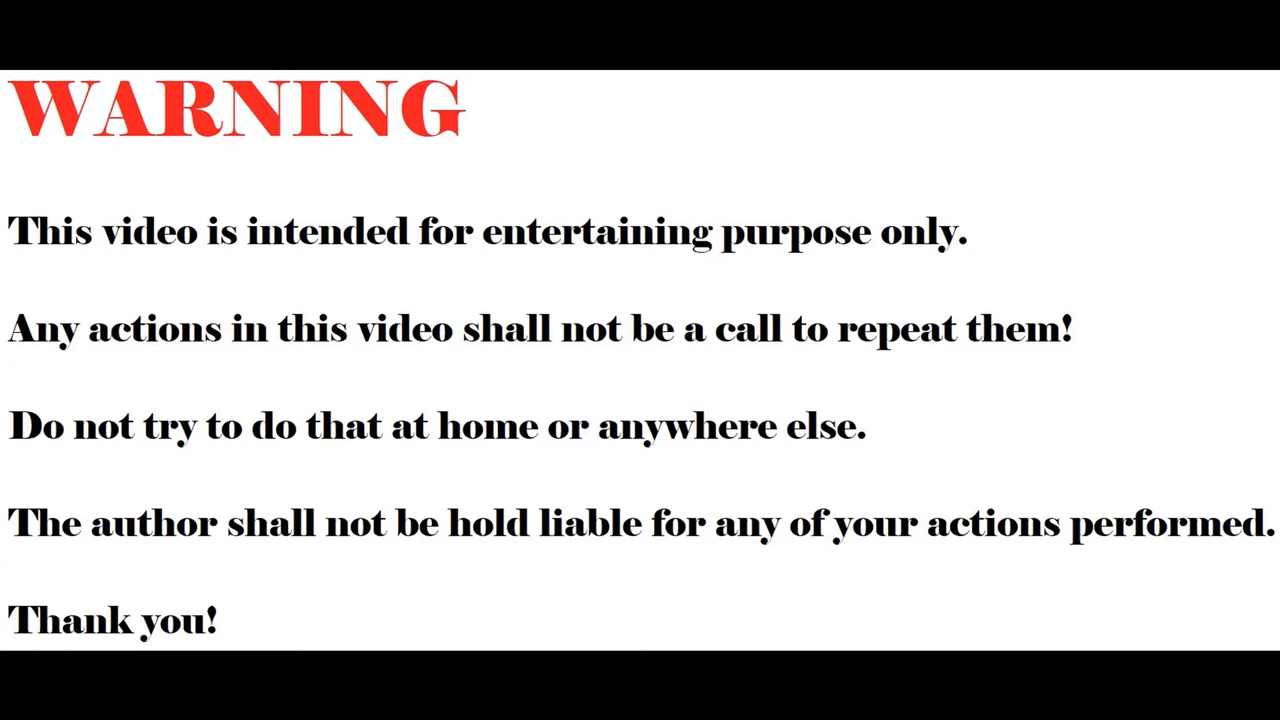 WARNING
This video is intended for entertaining purpose only.
Any actions in this video shall not be a call to repeat them!
Do not try to do that at home or anywhere else.
The author shall not be hold liable for any of your actions performed.
Thank you!